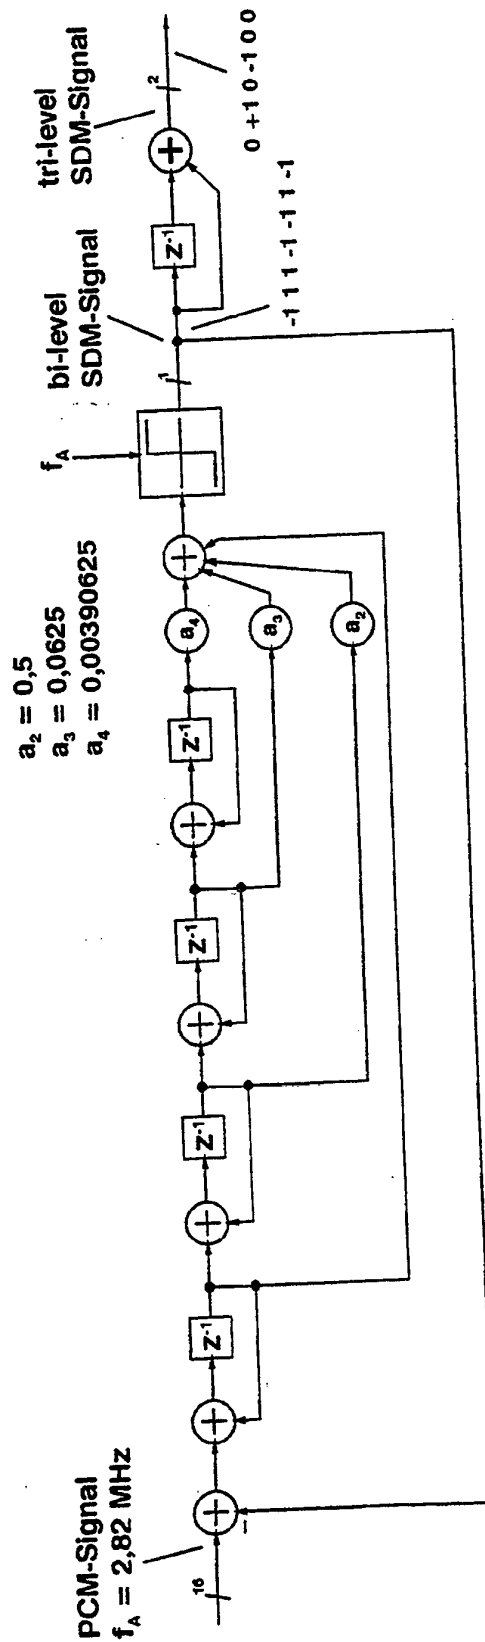 PCM-Signal
f_A = 2,82 MHz
16
−
Z⁻¹
Z⁻¹
Z⁻¹
Z⁻¹
a₂ = 0,5
a₃ = 0,0625
a₄ = 0,00390625
a₄
a₃
a₂
f_A
1
bi-level
SDM-Signal
-1 1 1 -1 -1 1 -1
Z⁻¹
tri-level
SDM-Signal
2
0 +1 0 -1 0 0